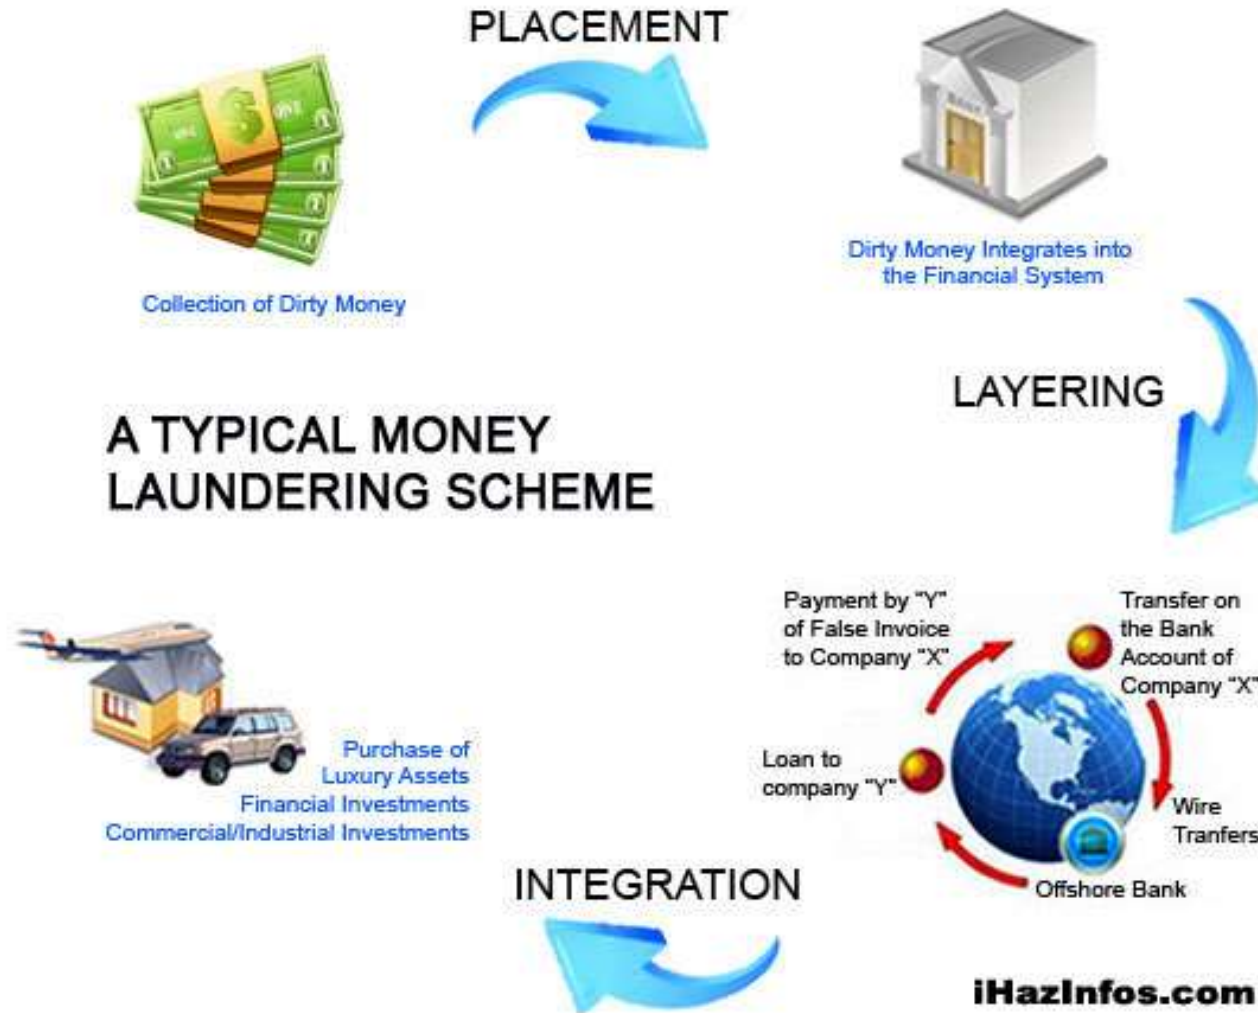 PLACEMENT
BANK
Collection of Dirty Money
Dirty Money Integrates into
the Financial System
LAYERING
A TYPICAL MONEY
LAUNDERING SCHEME
Payment by "Y"
of False Invoice
to Company "X"
Transfer on
the Bank
Account of
Company "X"
Loan to
company "Y"
Wire
Tranfers
Offshore Bank
Purchase of
Luxury Assets
Financial Investments
Commercial/Industrial Investments
INTEGRATION
iHazInfos.com